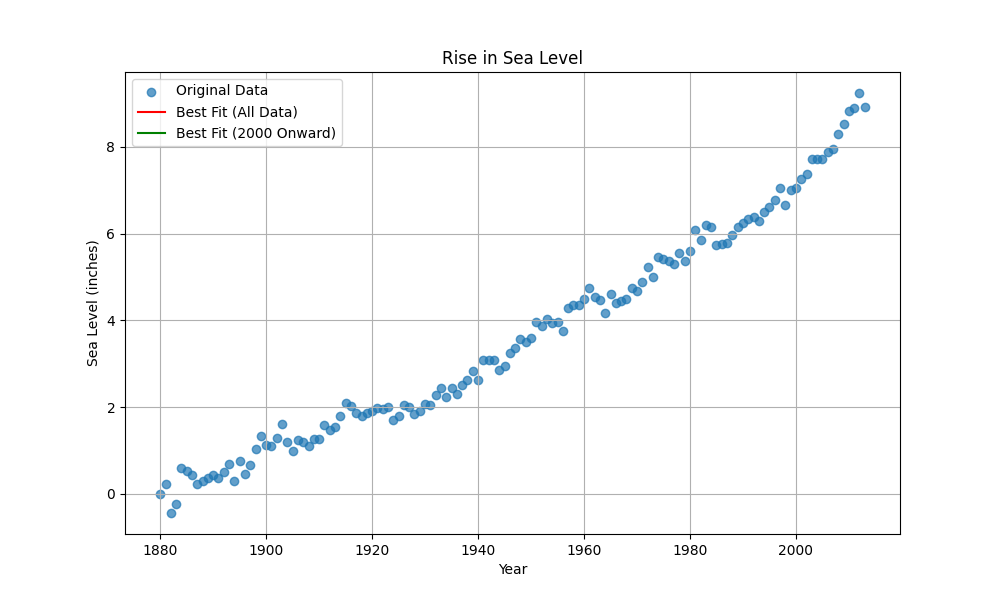 Rise in Sea Level
Original Data
Best Fit (All Data)
Best Fit (2000 Onward)
8
6
4
2
0
Sea Level (inches)
1880 1900 1920 1940 1960 1980 2000
Year